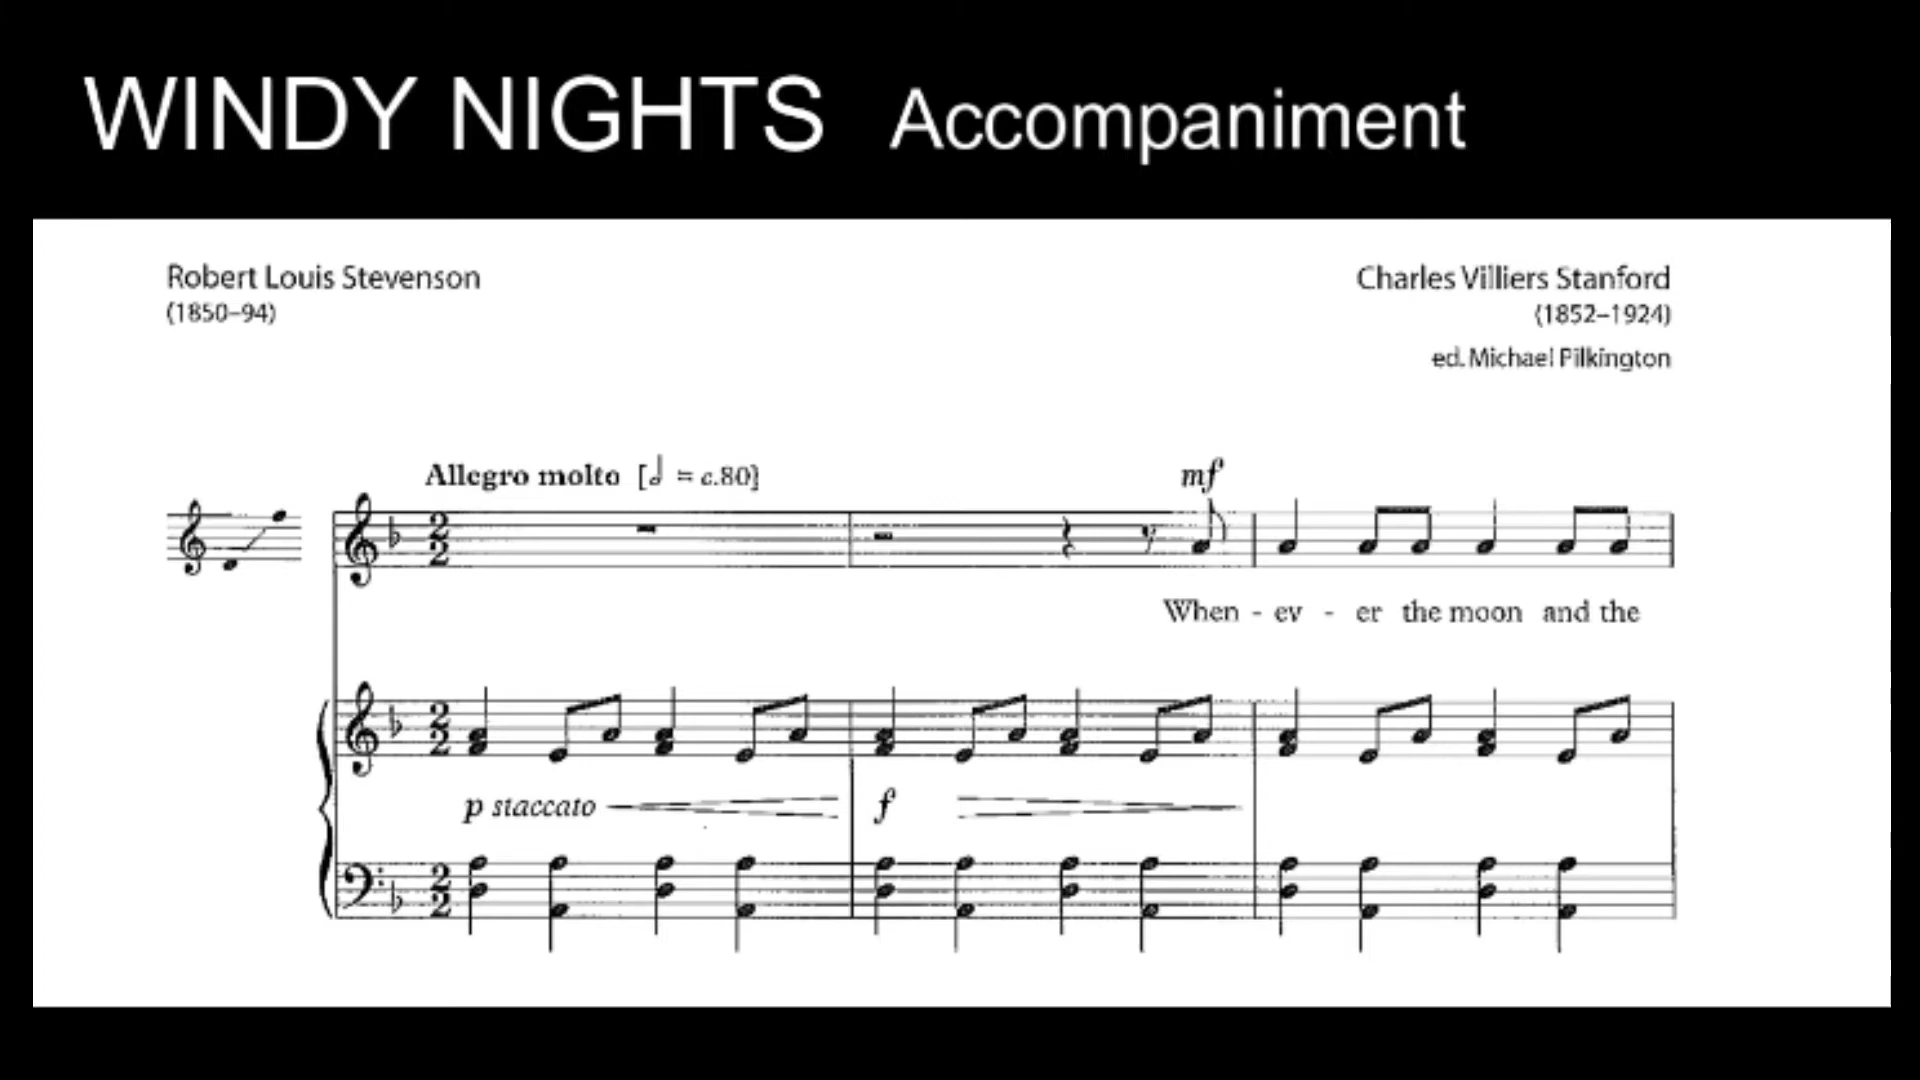 WINDY NIGHTS Accompaniment
Robert Louis Stevenson
(1850–94)
Charles Villiers Stanford
(1852–1924)
ed. Michael Pilkington
Allegro molto [𝅗𝅥 = c.80]
mf
When - ev - er the moon and the
p staccato
f